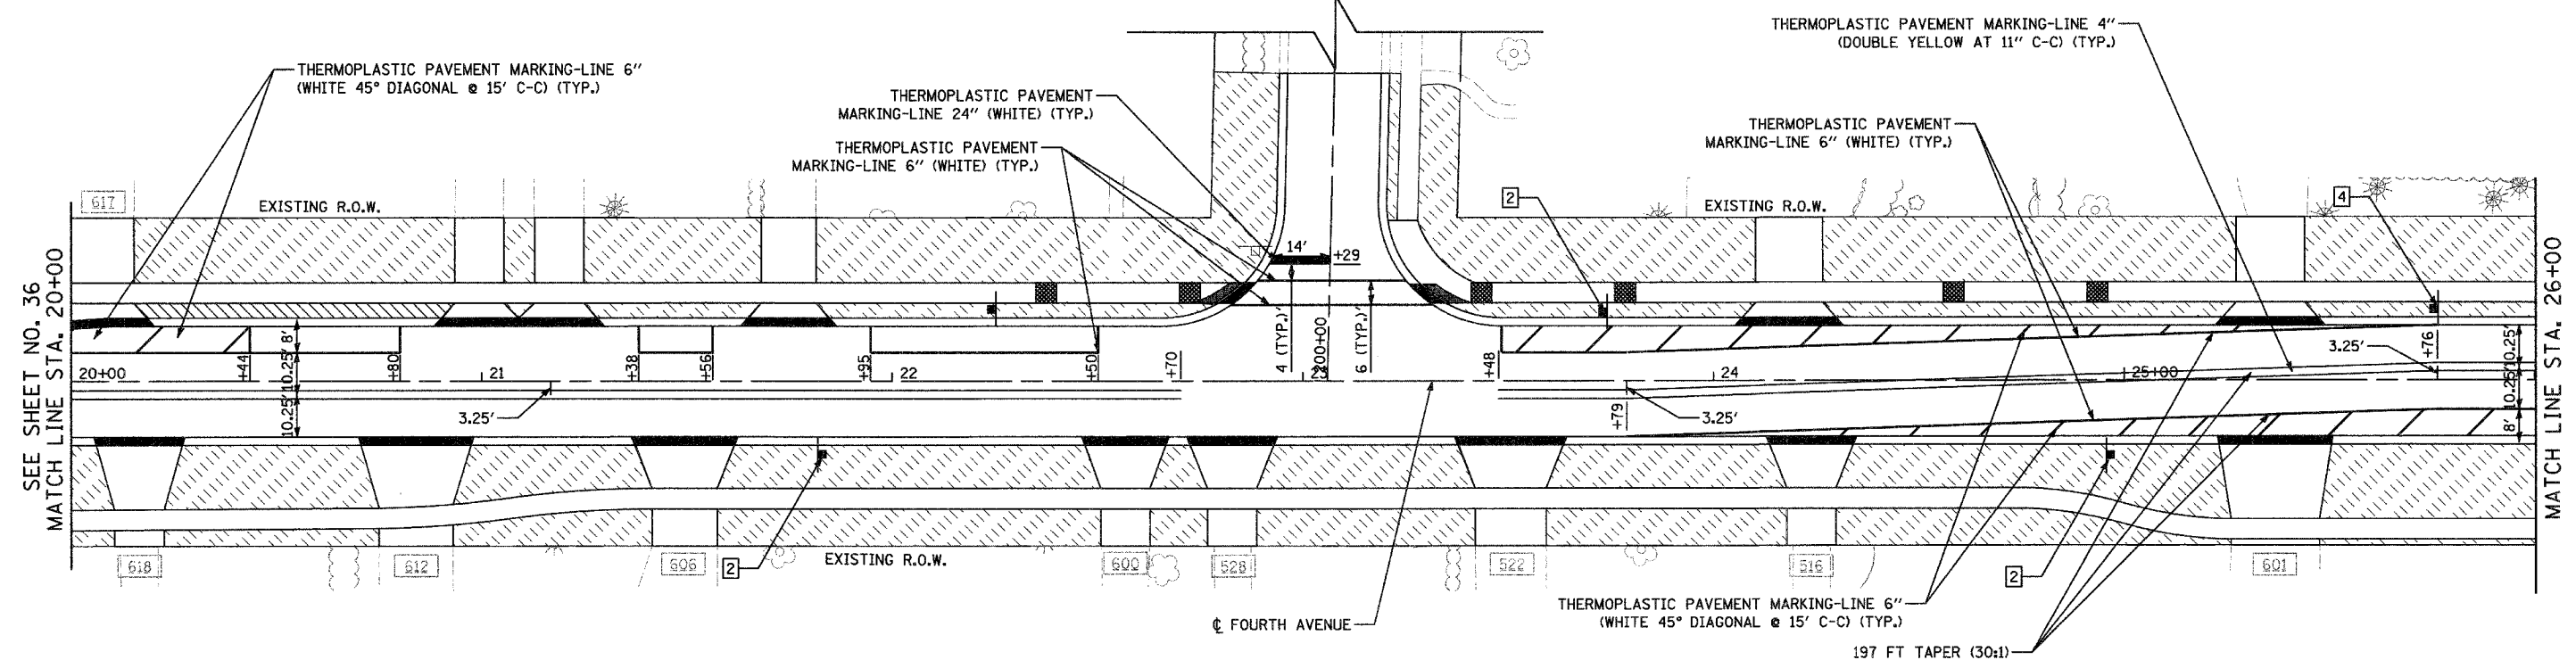 THERMOPLASTIC PAVEMENT MARKING-LINE 6"
(WHITE 45° DIAGONAL @ 15' C-C) (TYP.)
THERMOPLASTIC PAVEMENT
MARKING-LINE 24" (WHITE) (TYP.)
THERMOPLASTIC PAVEMENT
MARKING-LINE 6" (WHITE) (TYP.)
THERMOPLASTIC PAVEMENT MARKING-LINE 4"
(DOUBLE YELLOW AT 11" C-C) (TYP.)
THERMOPLASTIC PAVEMENT
MARKING-LINE 6" (WHITE) (TYP.)
617
EXISTING R.O.W.
2
EXISTING R.O.W.
4
14'
+29
SEE SHEET NO. 36
MATCH LINE STA. 20+00
MATCH LINE STA. 26+00
8'
10.25'
10.25'
+44
+80
+38
+56
+95
+50
+70
4 (TYP.)'
6 (TYP.)'
+48
+79
+76
3.25'
10.25'
10.25'
8'
20+00
21
22
24
25+00
3.25'
3.25'
618
612
606
2
EXISTING R.O.W.
600
528
522
516
2
601
℄ FOURTH AVENUE
THERMOPLASTIC PAVEMENT MARKING-LINE 6"
(WHITE 45° DIAGONAL @ 15' C-C) (TYP.)
197 FT TAPER (30:1)